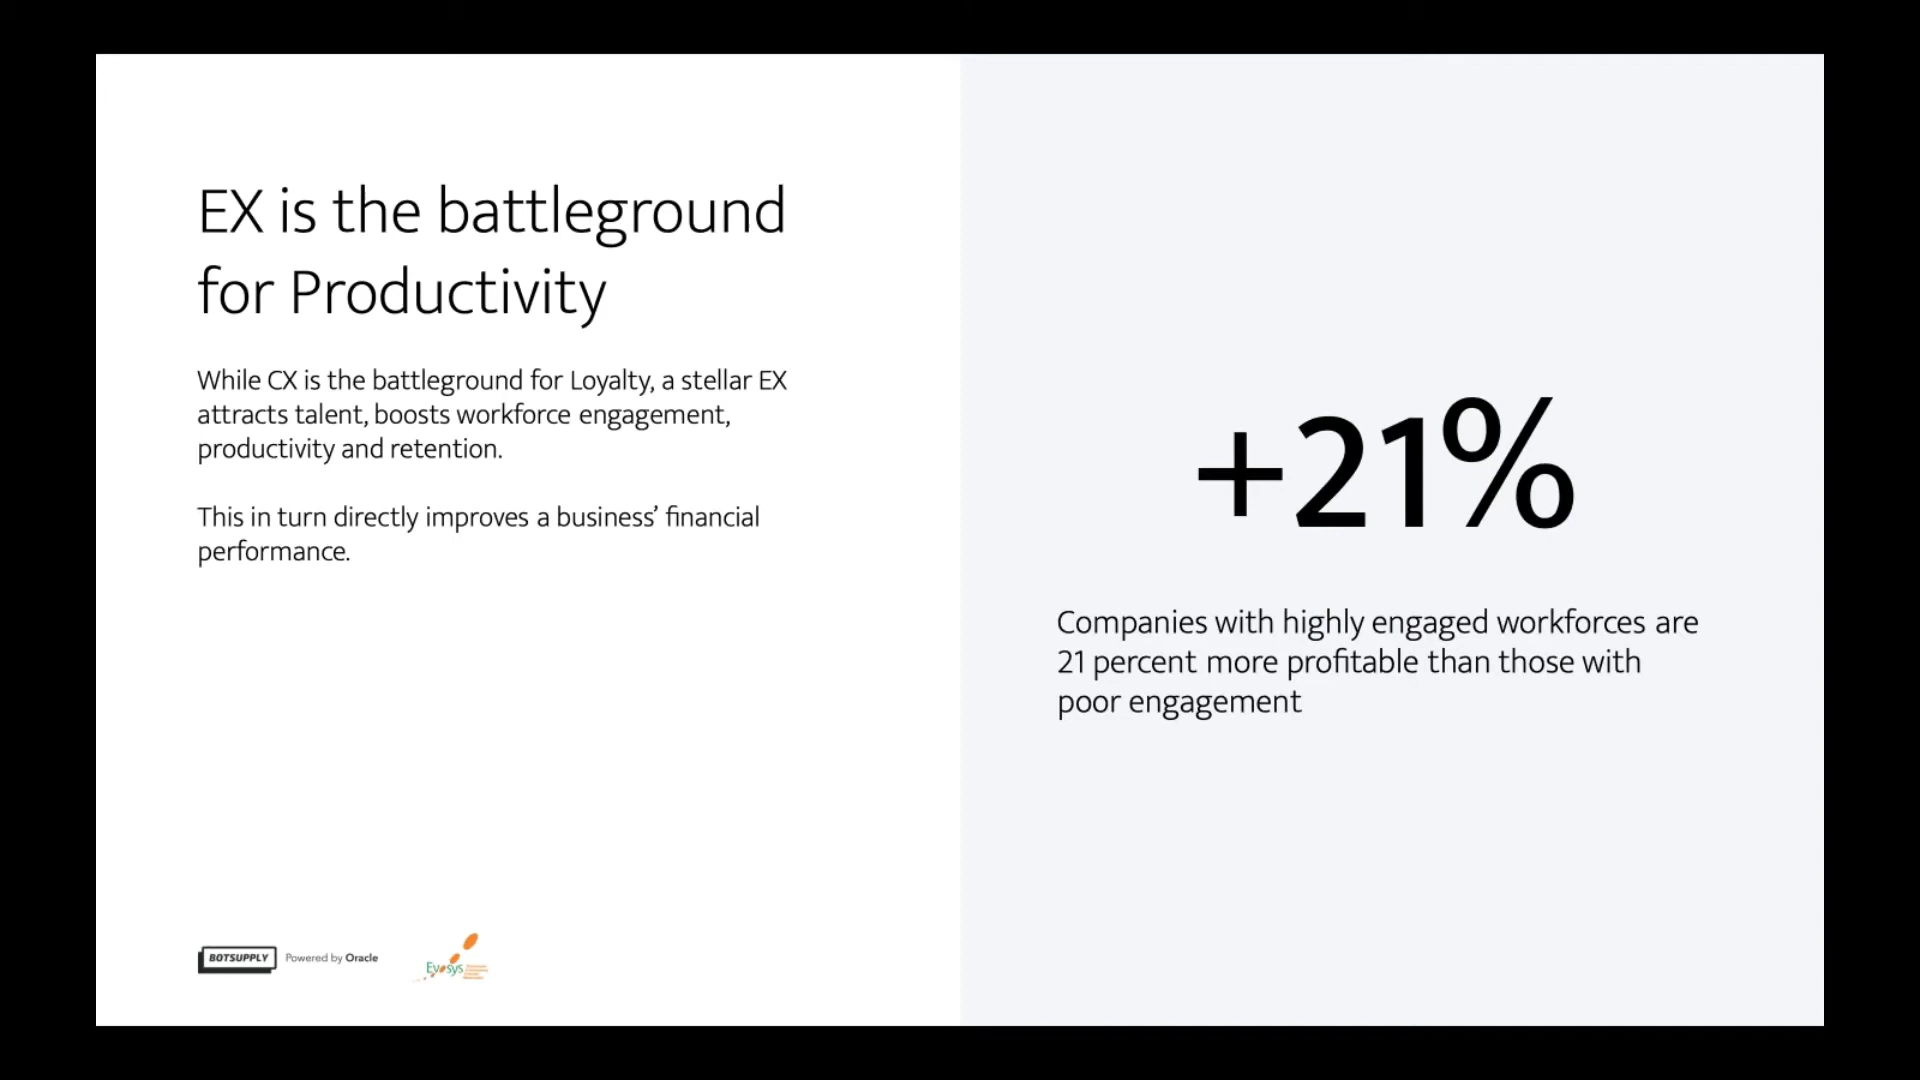 EX is the battleground
for Productivity
While CX is the battleground for Loyalty, a stellar EX
attracts talent, boosts workforce engagement,
productivity and retention.
This in turn directly improves a business’ financial
performance.
+21%
Companies with highly engaged workforces are
21 percent more profitable than those with
poor engagement
BOTSUPPLY Powered by Oracle
Evosys